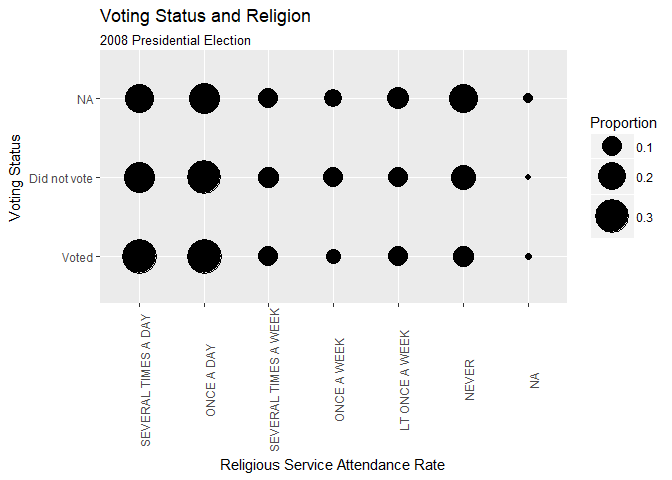 Voting Status and Religion
2008 Presidential Election
Voting Status
NA
Did not vote
Voted
SEVERAL TIMES A DAY
ONCE A DAY
SEVERAL TIMES A WEEK
ONCE A WEEK
LT ONCE A WEEK
NEVER
NA
Religious Service Attendance Rate
Proportion
0.1
0.2
0.3